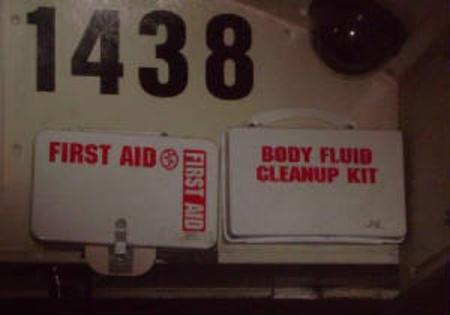 1438
FIRST AID
FIRST AID
BODY FLUID
CLEANUP KIT